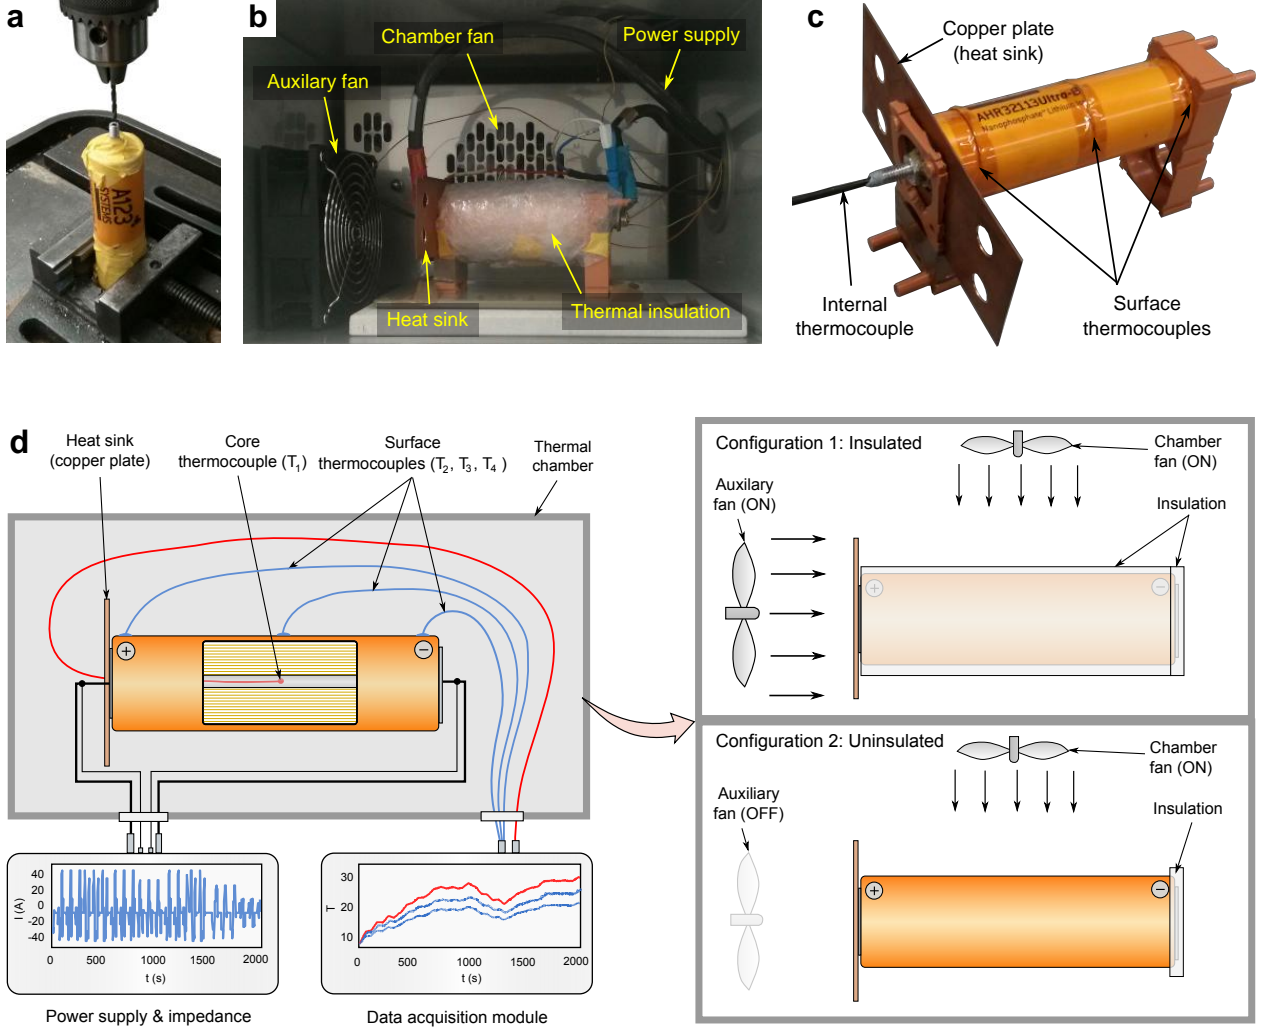 a
A123
SYSTEMS
b
Chamber fan
Power supply
Auxilary fan
Heat sink
Thermal insulation
c
Copper plate
(heat sink)
AHR32113Ultra-B
Nanophosphate™ Lithium
Internal
thermocouple
Surface
thermocouples
d
Heat sink
(copper plate)
Core
thermocouple (T1)
Surface
thermocouples (T2, T3, T4 )
Thermal
chamber
+
−
I (A)
40
20
0
-20
-40
0
500
1000
1500
2000
t (s)
Power supply & impedance
T
30
20
10
0
500
1000
1500
2000
t (s)
Data acquisition module
Configuration 1: Insulated
Chamber
fan (ON)
Auxilary
fan (ON)
Insulation
+
−
Configuration 2: Uninsulated
Chamber
fan (ON)
Auxiliary
fan (OFF)
Insulation
+
−